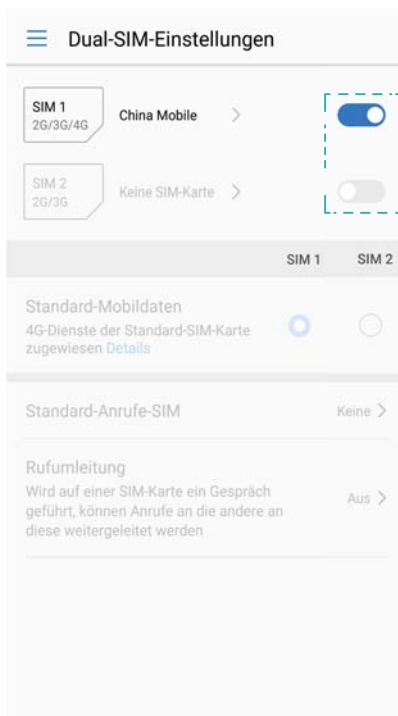 Dual-SIM-Einstellungen
SIM 1
2G/3G/4G
China Mobile
SIM 2
2G/3G
Keine SIM-Karte
SIM 1 SIM 2
Standard-Mobildaten
4G-Dienste der Standard-SIM-Karte
zugewiesen Details
Standard-Anrufe-SIM Keine
Rufumleitung
Wird auf einer SIM-Karte ein Gespräch
geführt, können Anrufe an die andere an
diese weitergeleitet werden
Aus